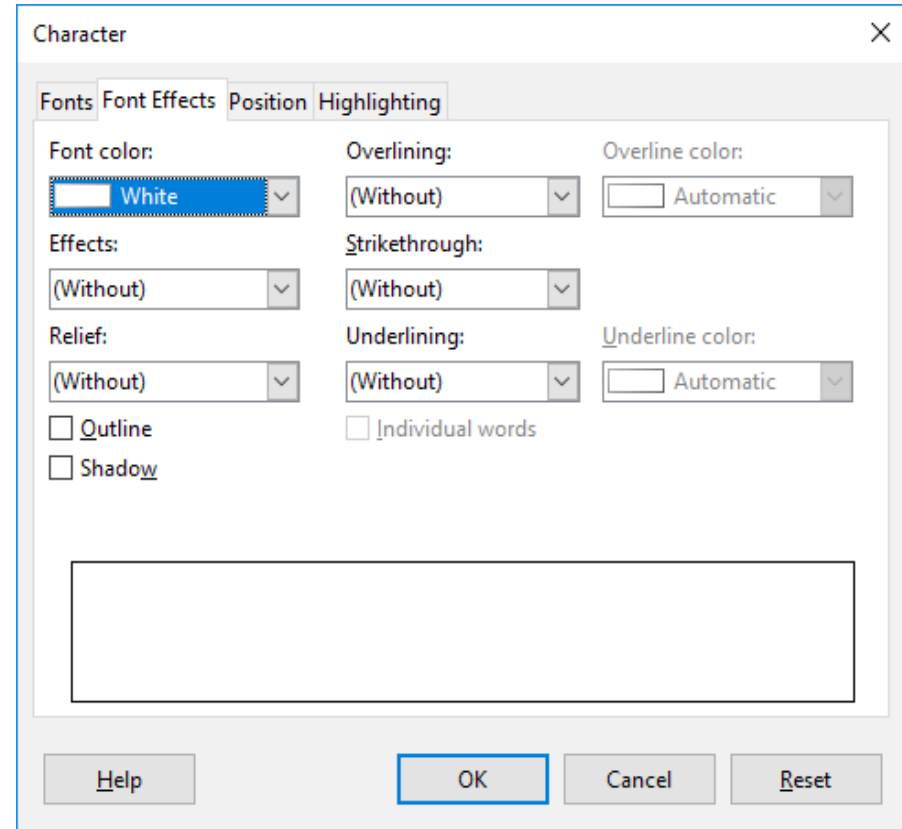 Character
Fonts Font Effects Position Highlighting
Font color: Overlining: Overline color:
White (Without) Automatic
Effects: Strikethrough:
(Without) (Without)
Relief: Underlining: Underline color:
(Without) (Without) Automatic
Outline Individual words
Shadow
Help OK Cancel Reset